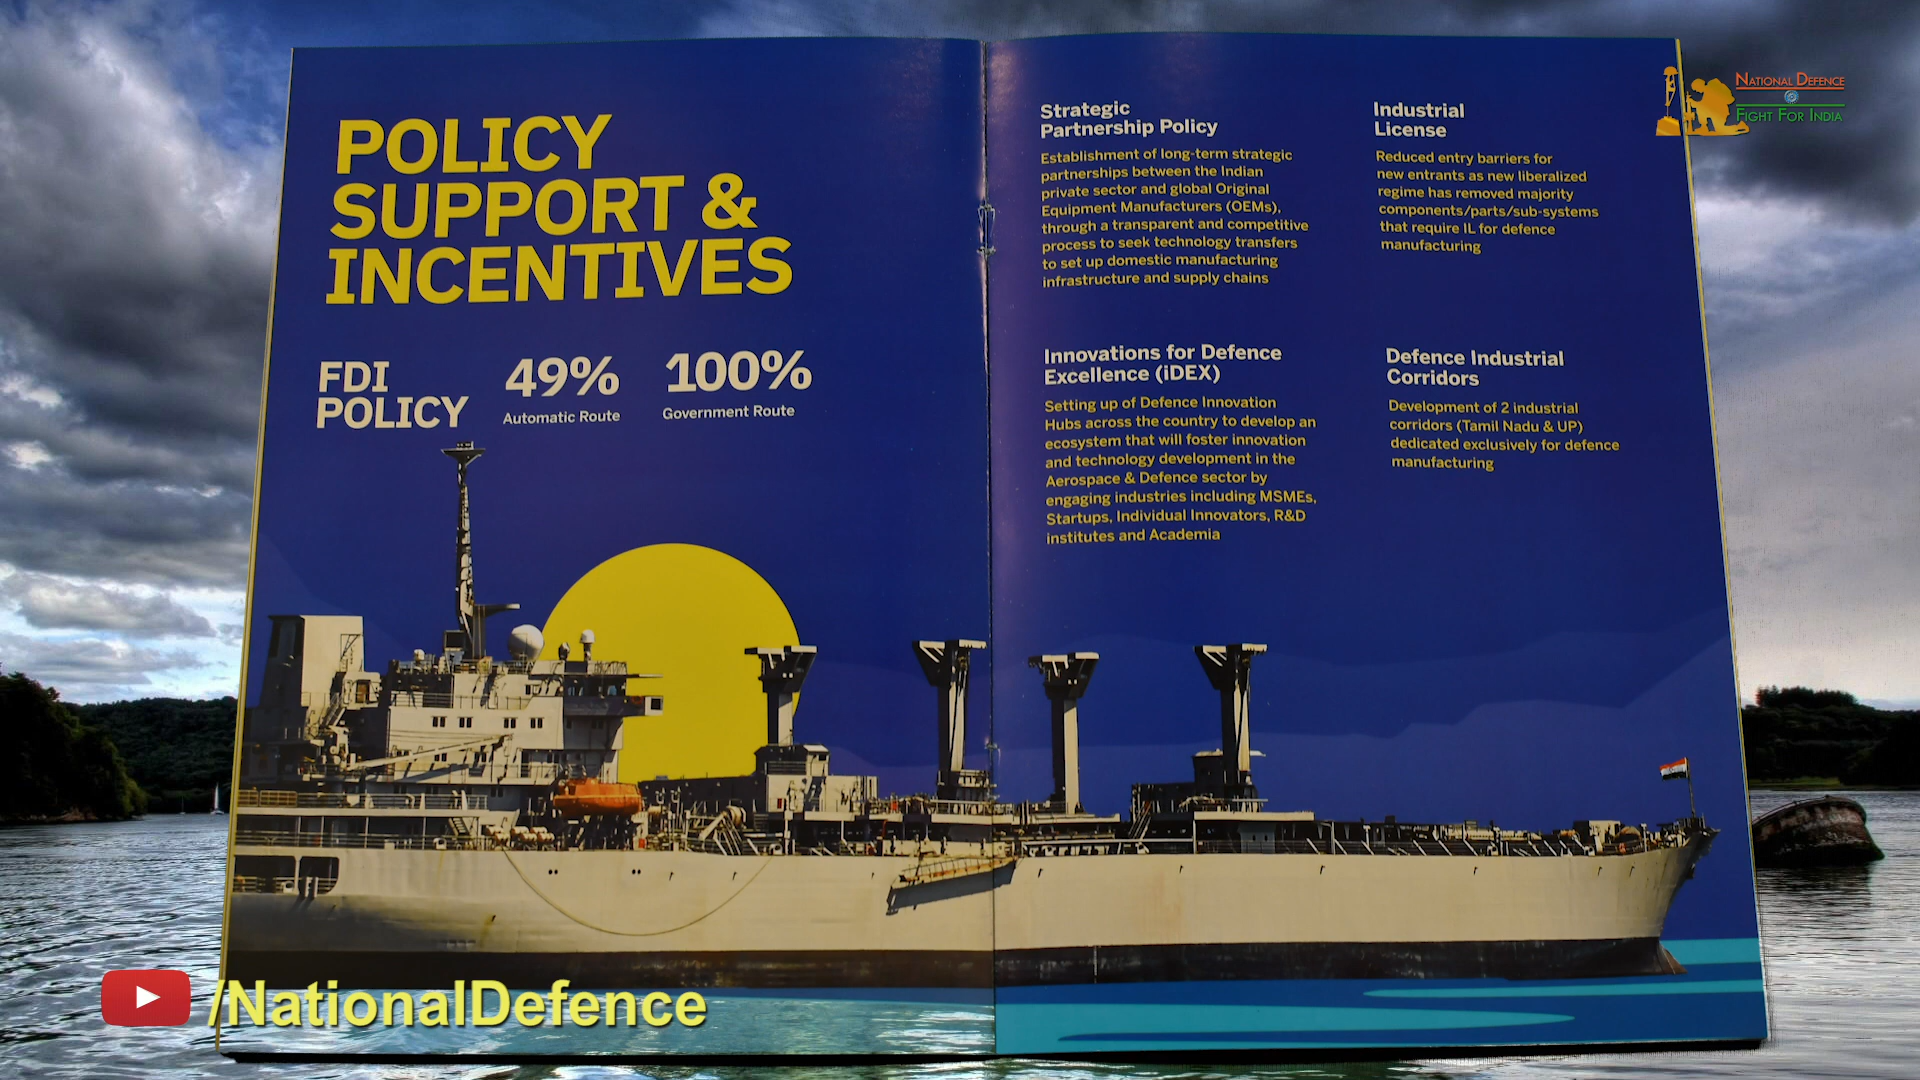 POLICY
SUPPORT &
INCENTIVES
FDI
POLICY
49%
Automatic Route
100%
Government Route
Strategic
Partnership Policy
Establishment of long-term strategic
partnerships between the Indian
private sector and global Original
Equipment Manufacturers (OEMs),
through a transparent and competitive
process to seek technology transfers
to set up domestic manufacturing
infrastructure and supply chains
Industrial
License
Reduced entry barriers for
new entrants as new liberalized
regime has removed majority
components/parts/sub-systems
that require IL for defence
manufacturing
Innovations for Defence
Excellence (iDEX)
Setting up of Defence Innovation
Hubs across the country to develop an
ecosystem that will foster innovation
and technology development in the
Aerospace & Defence sector by
engaging industries including MSMEs,
Startups, Individual Innovators, R&D
institutes and Academia
Defence Industrial
Corridors
Development of 2 industrial
corridors (Tamil Nadu & UP)
dedicated exclusively for defence
manufacturing
NATIONAL DEFENCE
FIGHT FOR INDIA
/NationalDefence